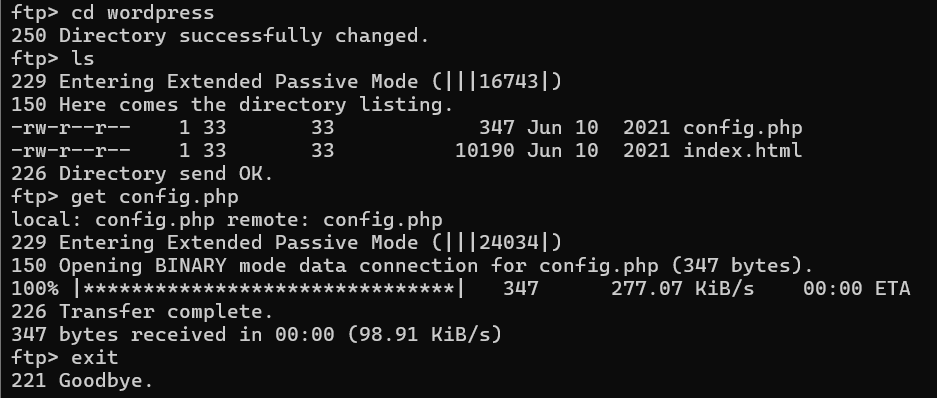 ftp> cd wordpress
250 Directory successfully changed.
ftp> ls
229 Entering Extended Passive Mode (|||16743|)
150 Here comes the directory listing.
-rw-r--r--    1 33       33            347 Jun 10  2021 config.php
-rw-r--r--    1 33       33          10190 Jun 10  2021 index.html
226 Directory send OK.
ftp> get config.php
local: config.php remote: config.php
229 Entering Extended Passive Mode (|||24034|)
150 Opening BINARY mode data connection for config.php (347 bytes).
100% |*******************************|   347      277.07 KiB/s    00:00 ETA
226 Transfer complete.
347 bytes received in 00:00 (98.91 KiB/s)
ftp> exit
221 Goodbye.